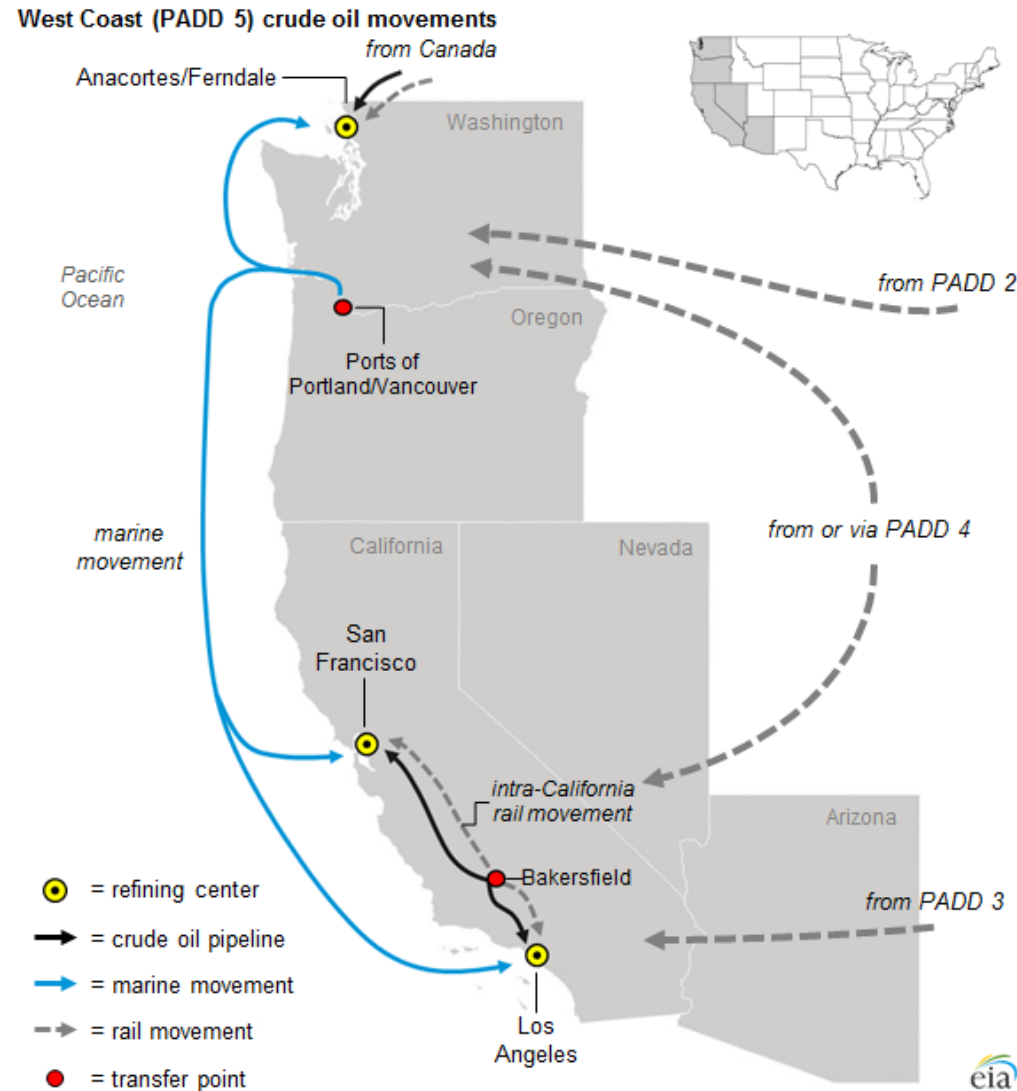 West Coast (PADD 5) crude oil movements
from Canada
Anacortes/Ferndale
Washington
Pacific
Ocean
from PADD 2
Oregon
Ports of
Portland/Vancouver
marine
movement
from or via PADD 4
California
Nevada
San
Francisco
intra-California
rail movement
Arizona
Bakersfield
from PADD 3
= refining center
= crude oil pipeline
= marine movement
= rail movement
= transfer point
Los
Angeles
eia